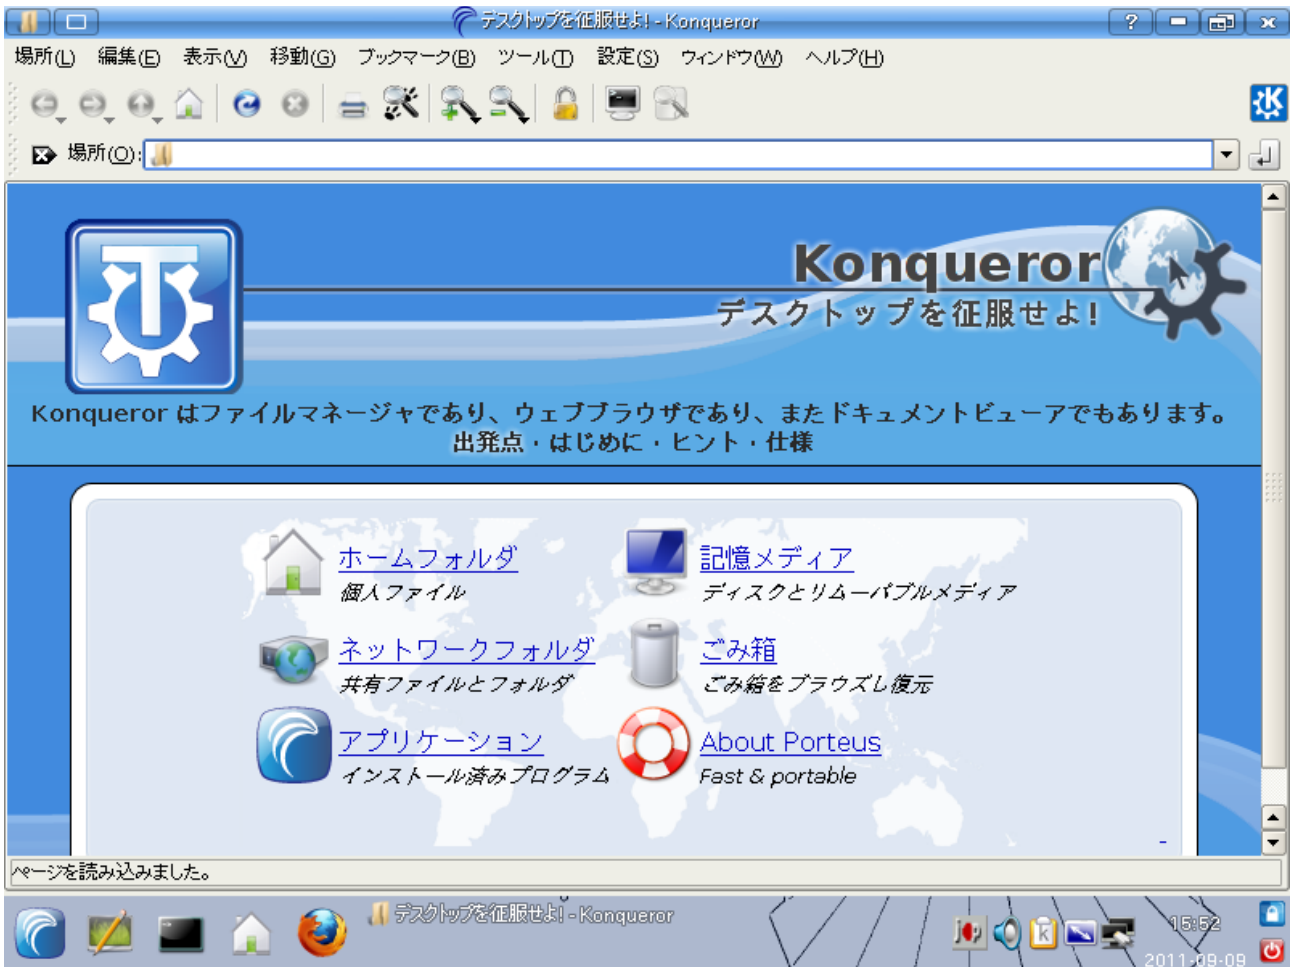 デスクトップを征服せよ! - Konqueror
場所(L) 編集(E) 表示(V) 移動(G) ブックマーク(B) ツール(T) 設定(S) ウィンドウ(W) ヘルプ(H)
場所(O):
Konqueror
デスクトップを征服せよ!
Konqueror はファイルマネージャであり、ウェブブラウザであり、またドキュメントビューアでもあります。
出発点・はじめに・ヒント・仕様
ホームフォルダ
個人ファイル
記憶メディア
ディスクとリムーバブルメディア
ネットワークフォルダ
共有ファイルとフォルダ
ごみ箱
ごみ箱をブラウズし復元
アプリケーション
インストール済みプログラム
About Porteus
Fast & portable
ページを読み込みました。
デスクトップを征服せよ! - Konqueror
15:52
2011-09-09